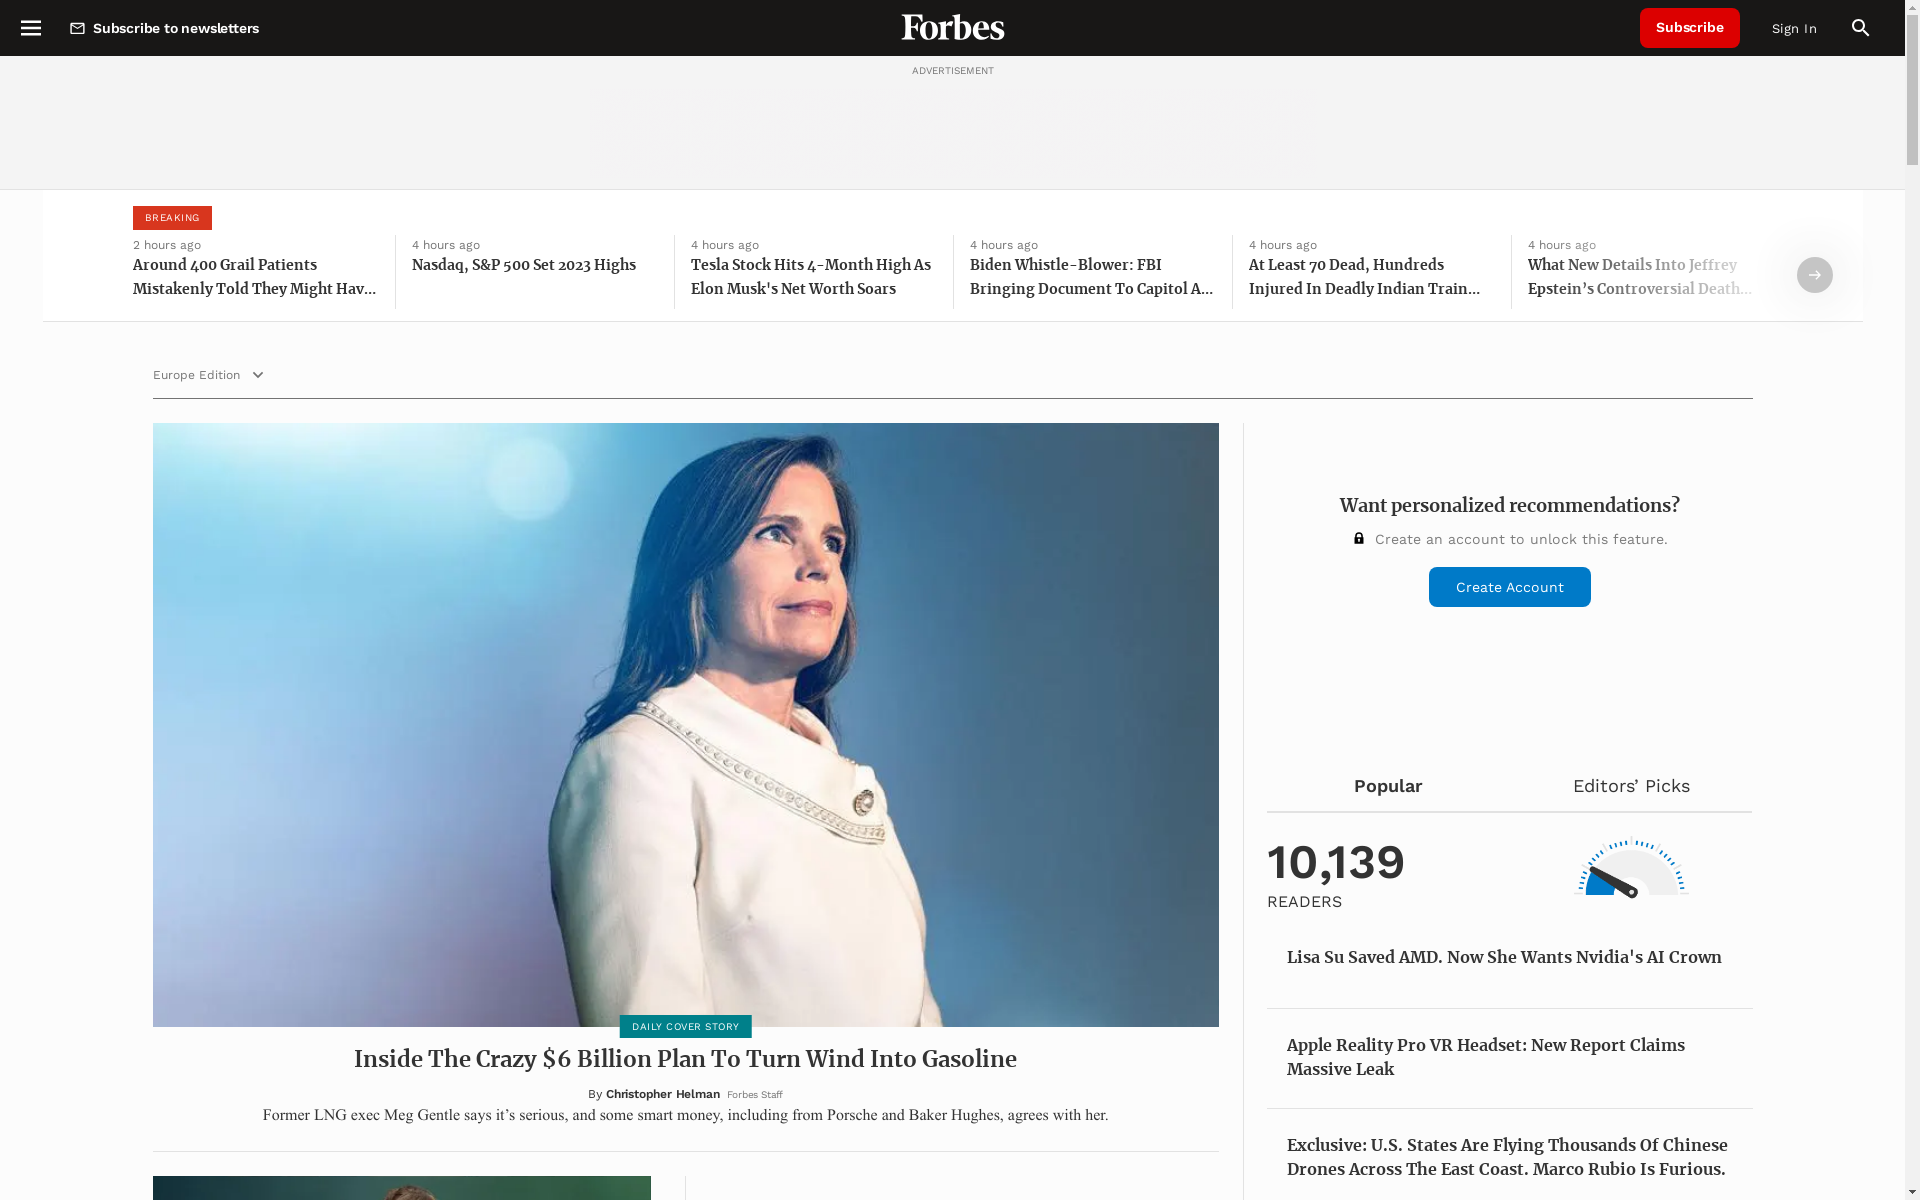 Subscribe to newsletters
Forbes
Subscribe
Sign In
ADVERTISEMENT
BREAKING
2 hours ago
Around 400 Grail Patients
Mistakenly Told They Might Hav...
4 hours ago
Nasdaq, S&P 500 Set 2023 Highs
4 hours ago
Tesla Stock Hits 4-Month High As
Elon Musk's Net Worth Soars
4 hours ago
Biden Whistle-Blower: FBI
Bringing Document To Capitol A...
4 hours ago
At Least 70 Dead, Hundreds
Injured In Deadly Indian Train...
4 hours ago
What New Details Into Jeffrey
Epstein’s Controversial Death...
Europe Edition
DAILY COVER STORY
Inside The Crazy $6 Billion Plan To Turn Wind Into Gasoline
By Christopher Helman Forbes Staff
Former LNG exec Meg Gentle says it’s serious, and some smart money, including from Porsche and Baker Hughes, agrees with her.
Want personalized recommendations?
Create an account to unlock this feature.
Create Account
Popular
Editors’ Picks
10,139
READERS
Lisa Su Saved AMD. Now She Wants Nvidia's AI Crown
Apple Reality Pro VR Headset: New Report Claims
Massive Leak
Exclusive: U.S. States Are Flying Thousands Of Chinese
Drones Across The East Coast. Marco Rubio Is Furious.